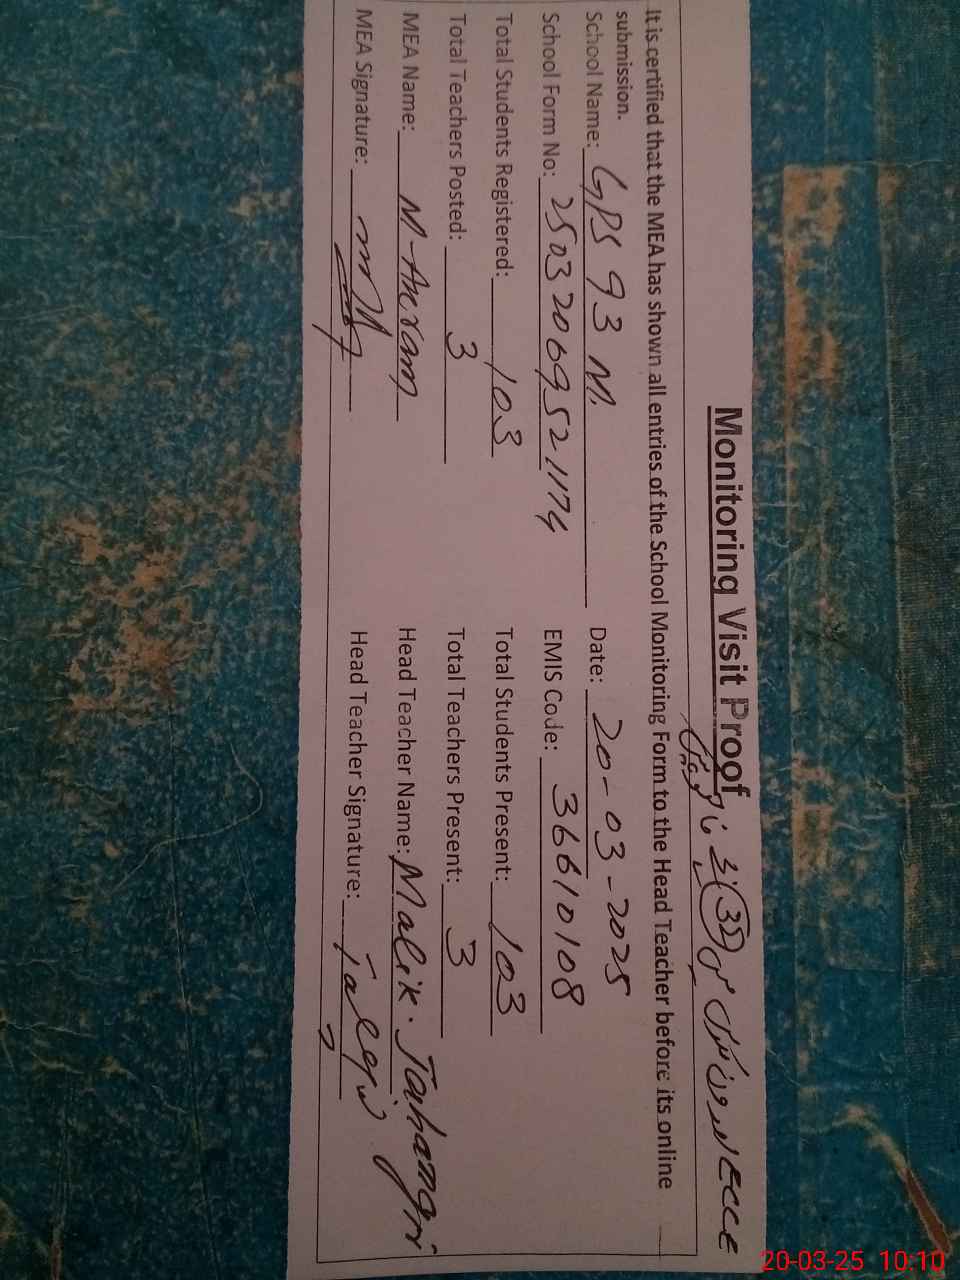 Monitoring Visit Proof
ECCE
It is certified that the MEA has shown all entries of the School Monitoring Form to the Head Teacher before its online
submission.
School Name: GPS 93 M. Date: 20-03-2025
School Form No: 25032069521174 EMIS Code: 36610108
Total Students Registered: 103 Total Students Present: 103
Total Teachers Posted: 3 Total Teachers Present: 3
MEA Name: M-Akram Head Teacher Name: Malik. Jahangri
MEA Signature: Head Teacher Signature:
20-03-25 10:10